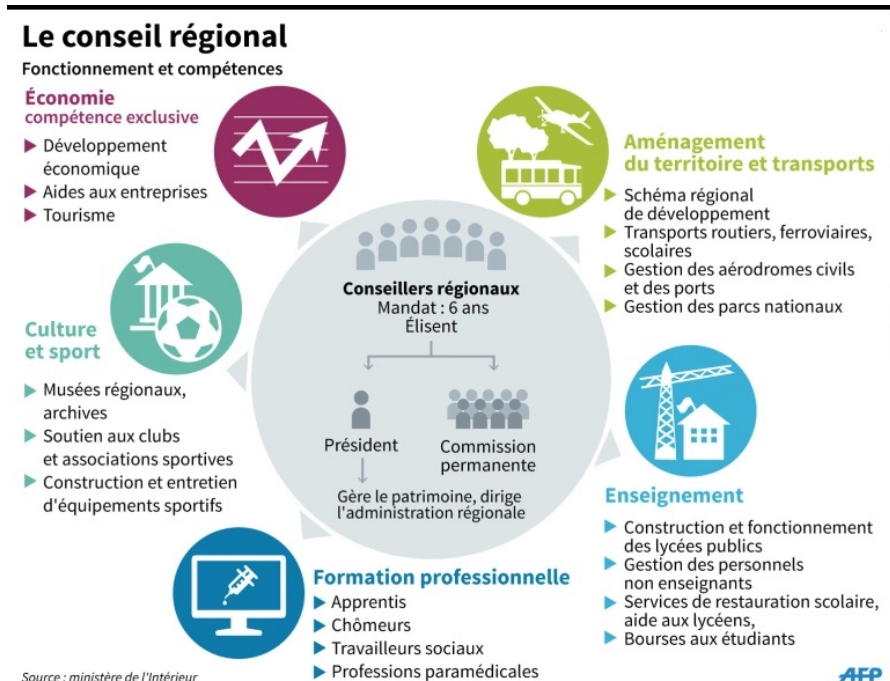 Le conseil régional
Fonctionnement et compétences
Économie
compétence exclusive
Développement
économique
Aides aux entreprises
Tourisme
Aménagement
du territoire et transports
Schéma régional
de développement
Transports routiers, ferroviaires,
scolaires
Gestion des aérodromes civils
et des ports
Gestion des parcs nationaux
Conseillers régionaux
Mandat : 6 ans
Élisent
Président
Commission
permanente
Gère le patrimoine, dirige
l'administration régionale
Culture
et sport
Musées régionaux,
archives
Soutien aux clubs
et associations sportives
Construction et entretien
d'équipements sportifs
Enseignement
Construction et fonctionnement
des lycées publics
Gestion des personnels
non enseignants
Services de restauration scolaire,
aide aux lycéens,
Bourses aux étudiants
Formation professionnelle
Apprentis
Chômeurs
Travailleurs sociaux
Professions paramédicales
Source : ministère de l'Intérieur
AFP